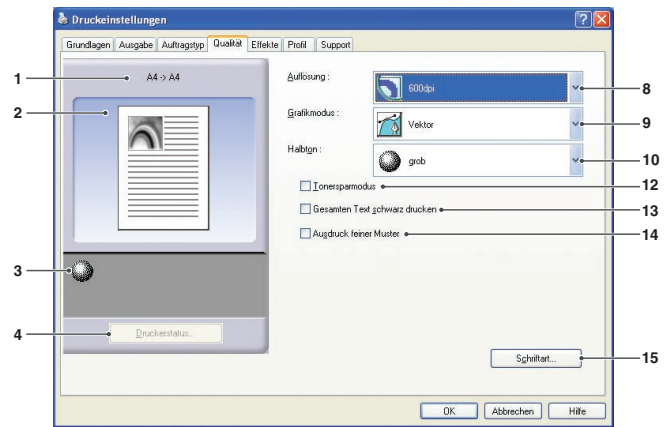 Druckeinstellungen
Grundlagen Ausgabe Auftragstyp Qualität Effekte Profil Support
1
A4 -> A4
2
3
4
Druckerstatus...
Auflösung :
600dpi
8
Grafikmodus :
Vektor
9
Halbton :
grob
10
Tonersparmodus
12
Gesamten Text schwarz drucken
13
Ausdruck feiner Muster
14
Schriftart...
15
OK Abbrechen Hilfe